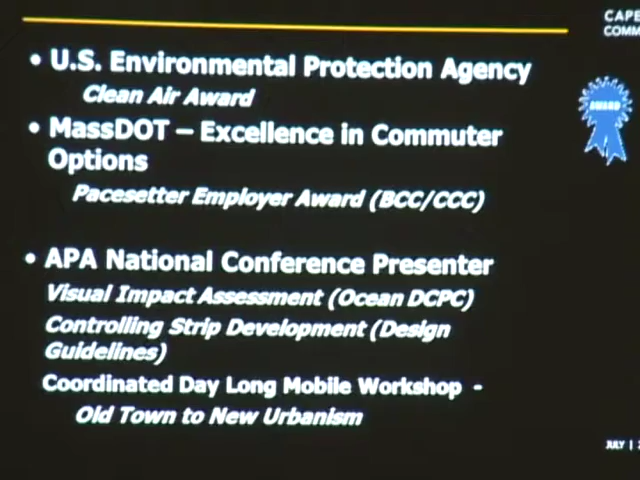 CAPE
COMM
• U.S. Environmental Protection Agency
Clean Air Award
AWARD
• MassDOT – Excellence in Commuter
Options
Pacesetter Employer Award (BCC/CCC)
• APA National Conference Presenter
Visual Impact Assessment (Ocean DCPC)
Controlling Strip Development (Design
Guidelines)
Coordinated Day Long Mobile Workshop -
Old Town to New Urbanism
JULY |